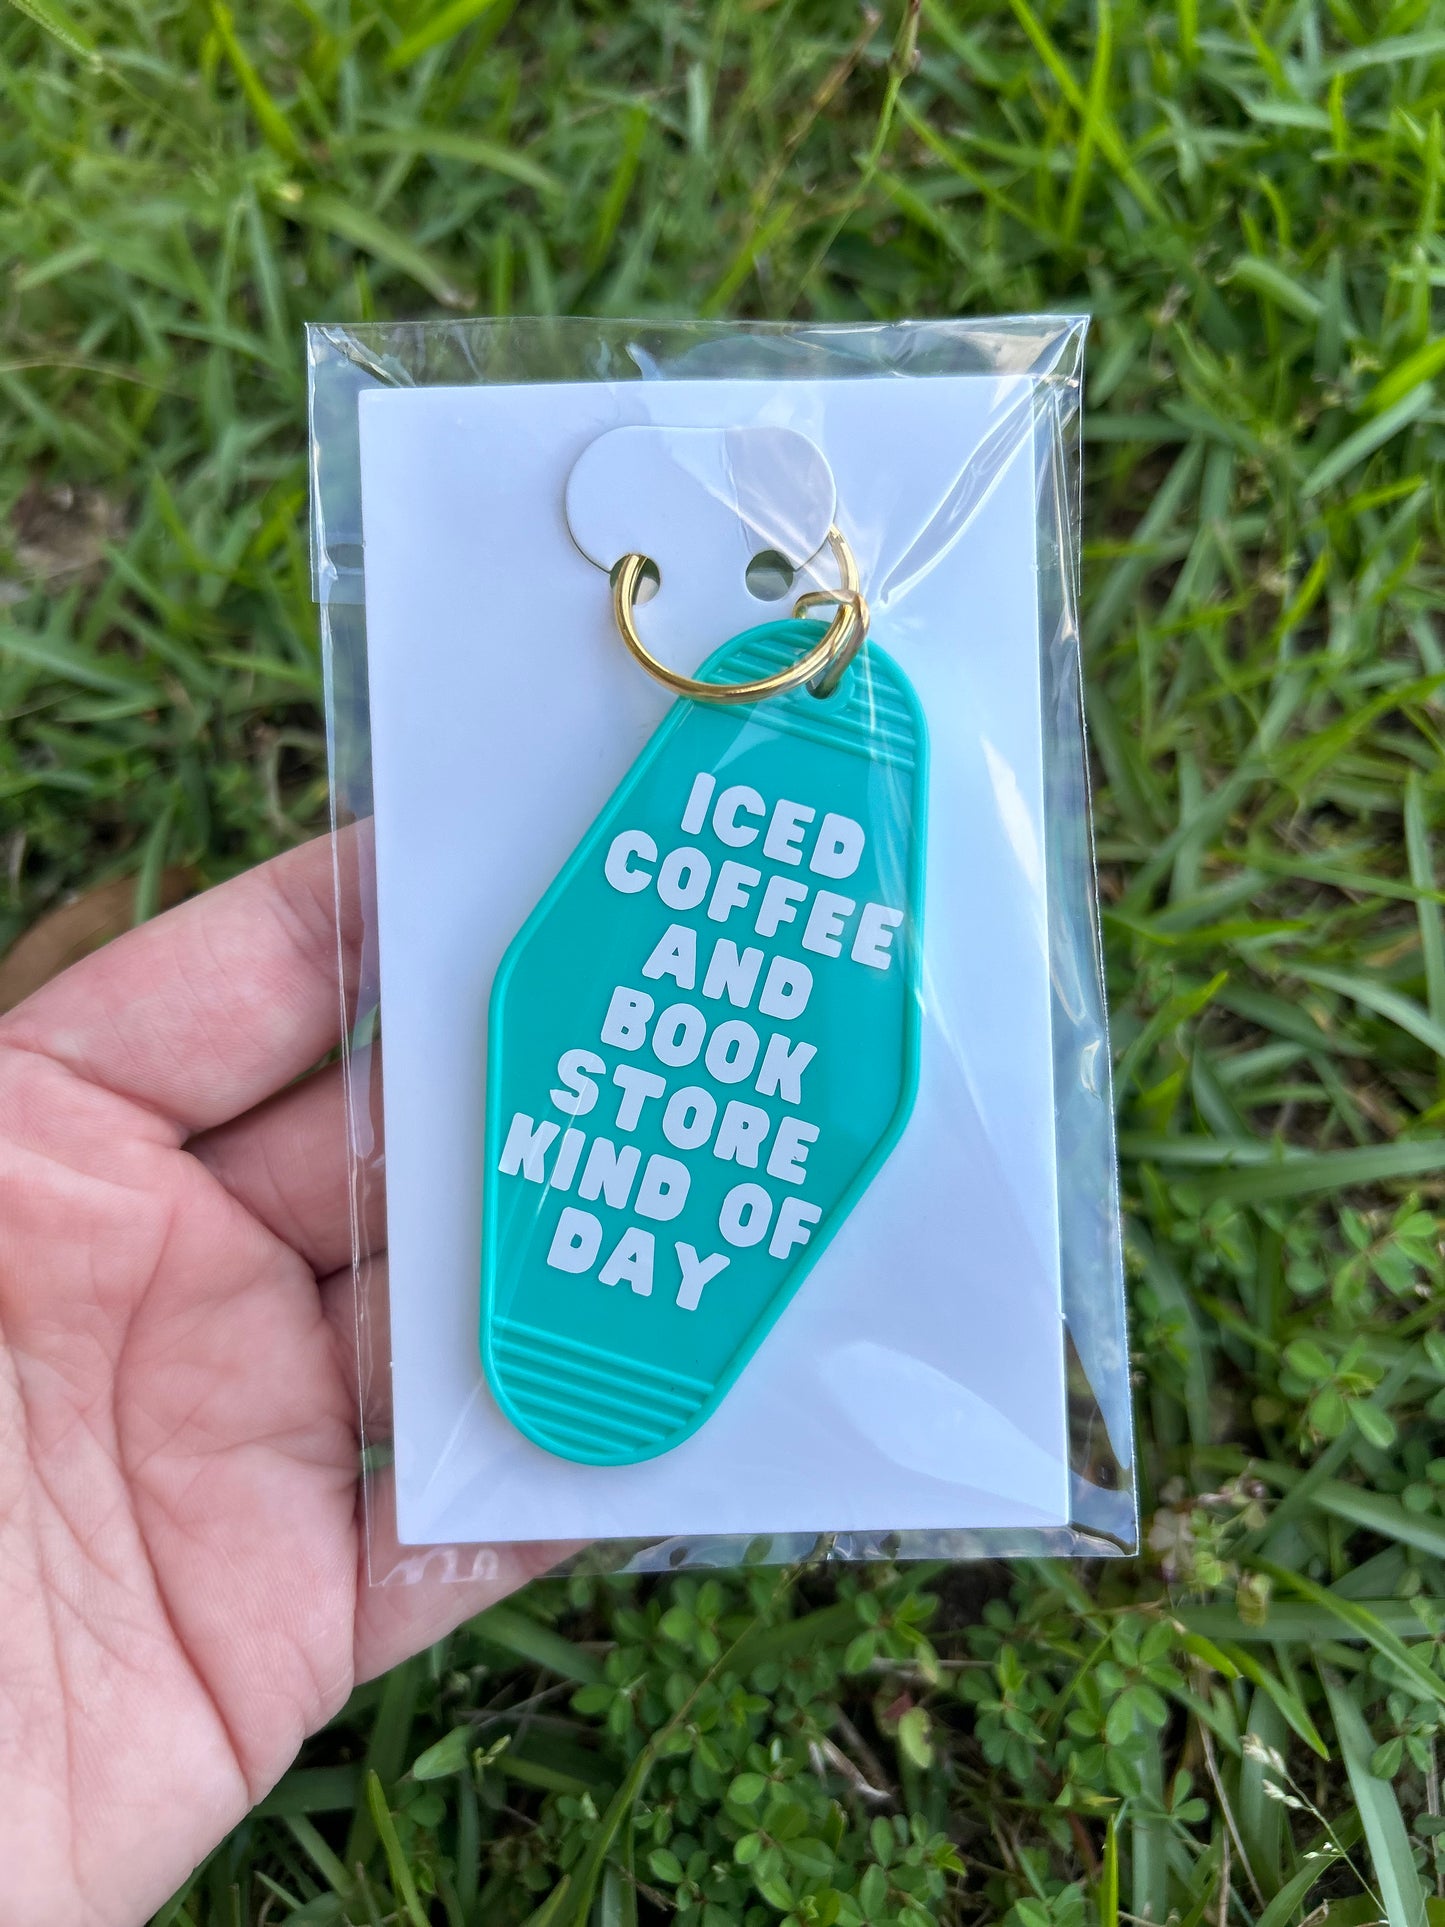 ICED
COFFEE
AND
BOOK
STORE
KIND OF
DAY